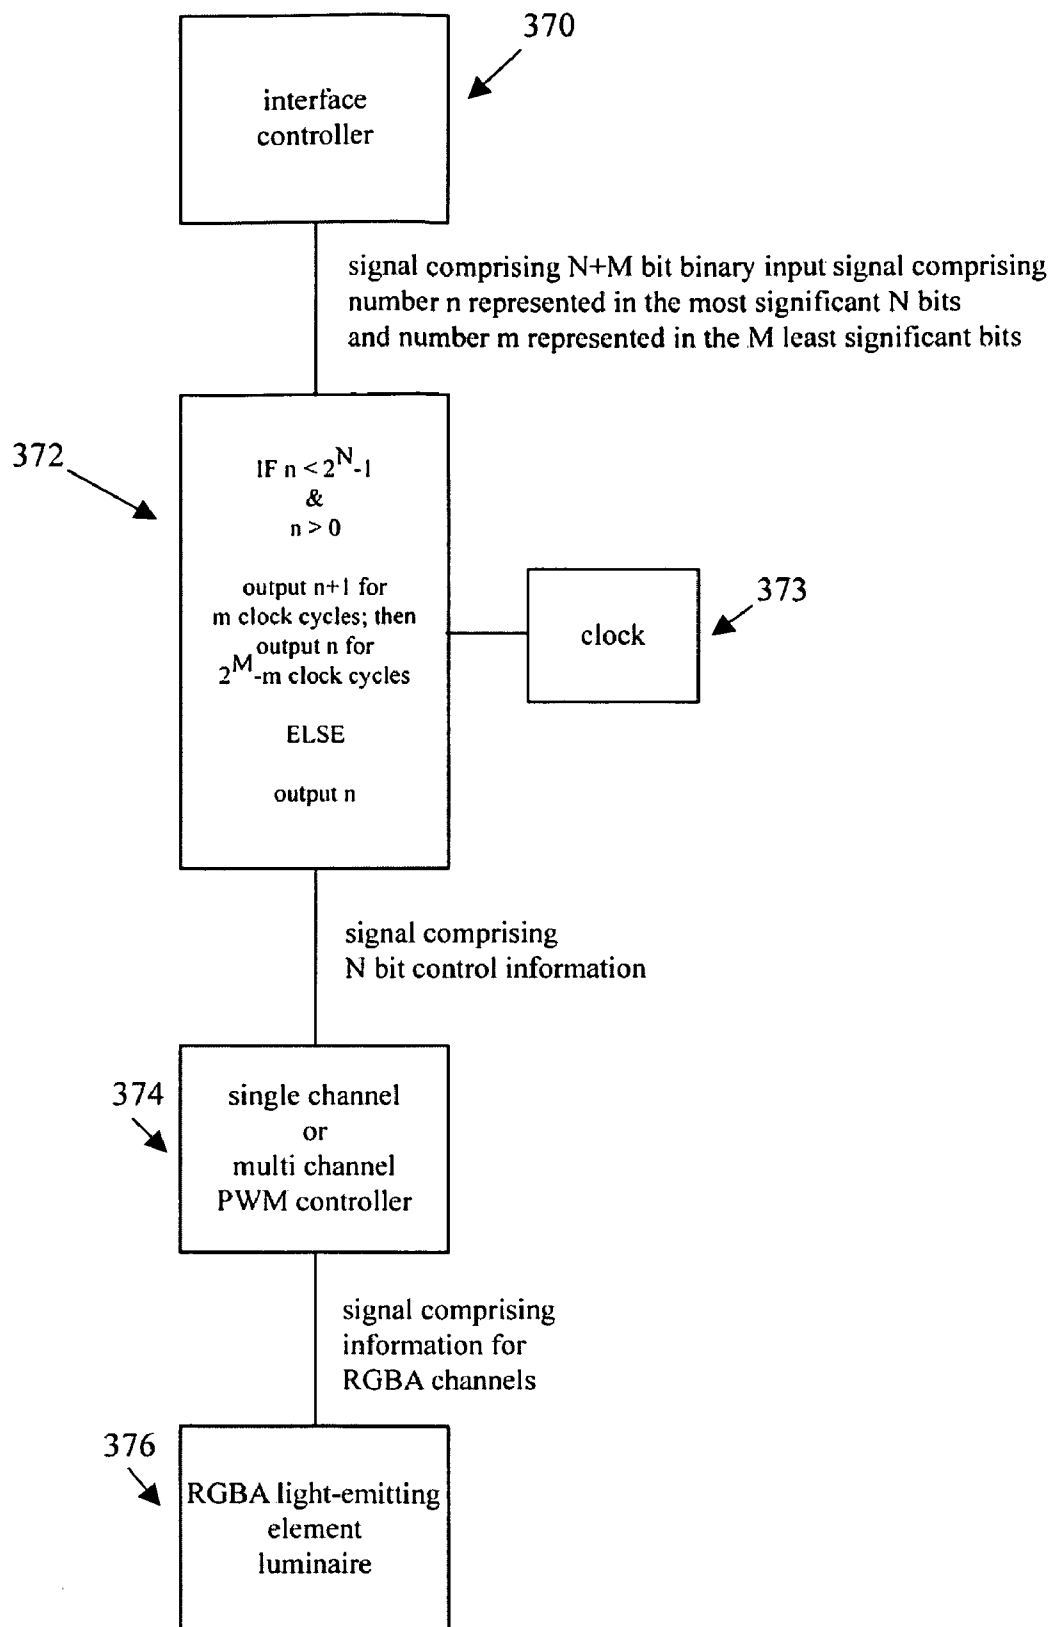 370
interface
controller
signal comprising N+M bit binary input signal comprising
number n represented in the most significant N bits
and number m represented in the M least significant bits
372
IF n < 2^N-1
&
n > 0
output n+1 for
m clock cycles; then
output n for
2^M-m clock cycles
ELSE
output n
373
clock
signal comprising
N bit control information
374
single channel
or
multi channel
PWM controller
signal comprising
information for
RGBA channels
376
RGBA light-emitting
element
luminaire